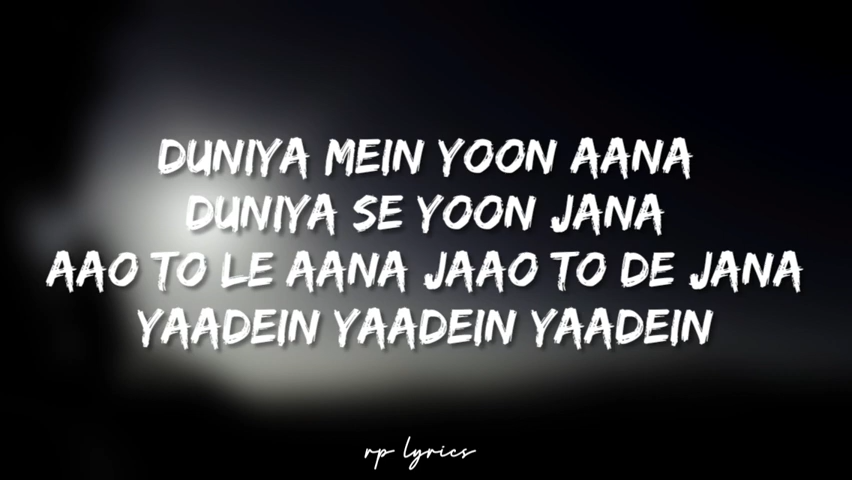 DUNIYA MEIN YOON AANA
DUNIYA SE YOON JANA
AAO TO LE AANA JAAO TO DE JANA
YAADEIN YAADEIN YAADEIN
rp lyrics